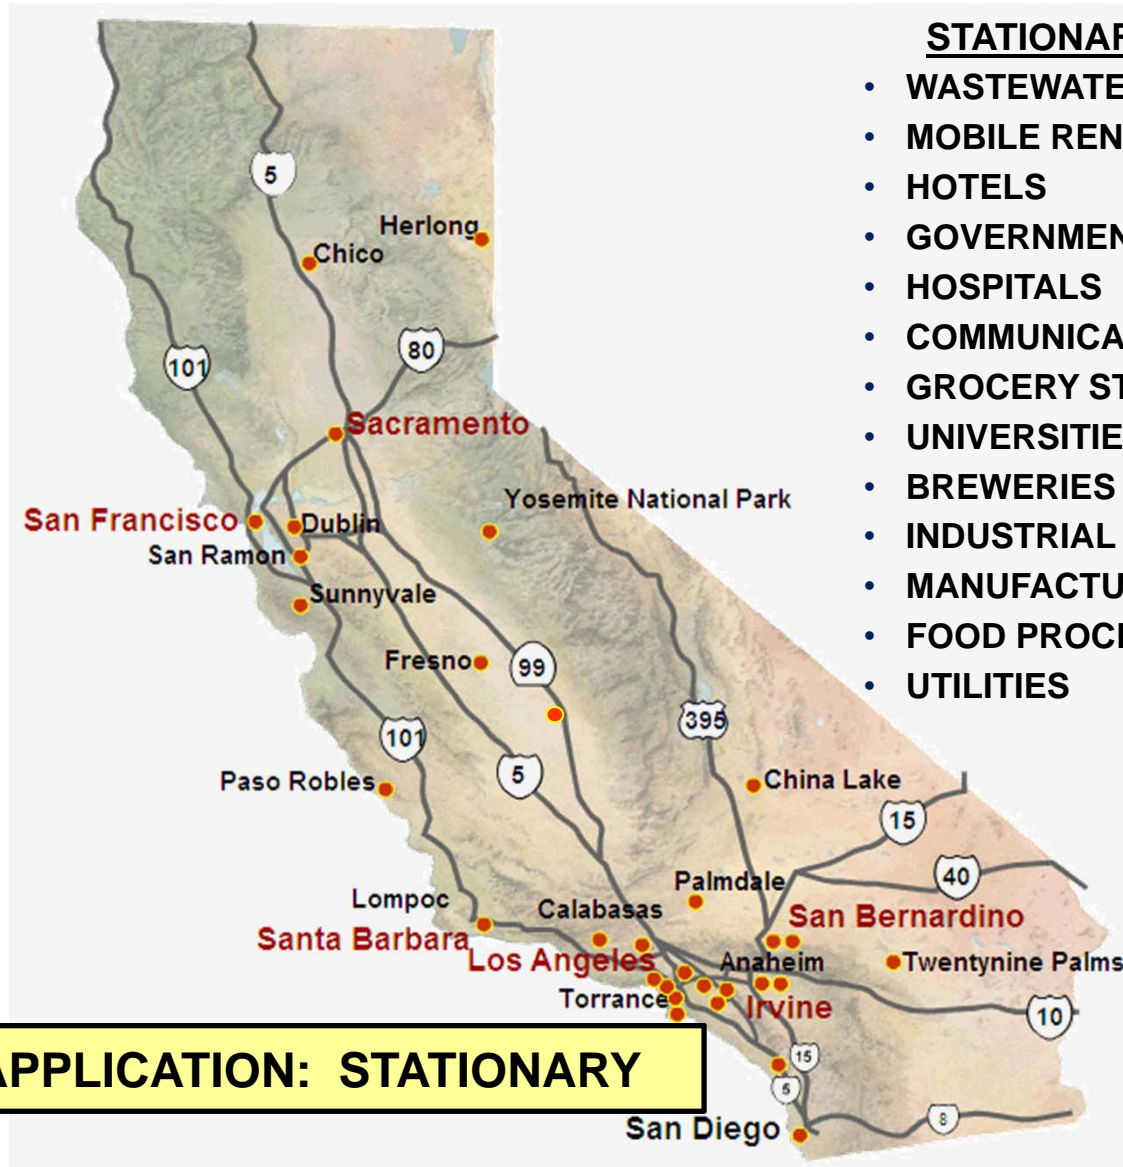 STATIONAR
• WASTEWATE
• MOBILE REN
• HOTELS
• GOVERNMEN
• HOSPITALS
• COMMUNICA
• GROCERY ST
• UNIVERSITIE
• BREWERIES
• INDUSTRIAL
• MANUFACTU
• FOOD PROCE
• UTILITIES
5
Herlong
Chico
80
101
Sacramento
Yosemite National Park
San Francisco
Dublin
San Ramon
Sunnyvale
Fresno
99
395
101
5
Paso Robles
China Lake
15
40
Palmdale
Lompoc
Calabasas
San Bernardino
Santa Barbara
Los Angeles
Anaheim
Twentynine Palms
Torrance
Irvine
10
APPLICATION: STATIONARY
15
5
8
San Diego